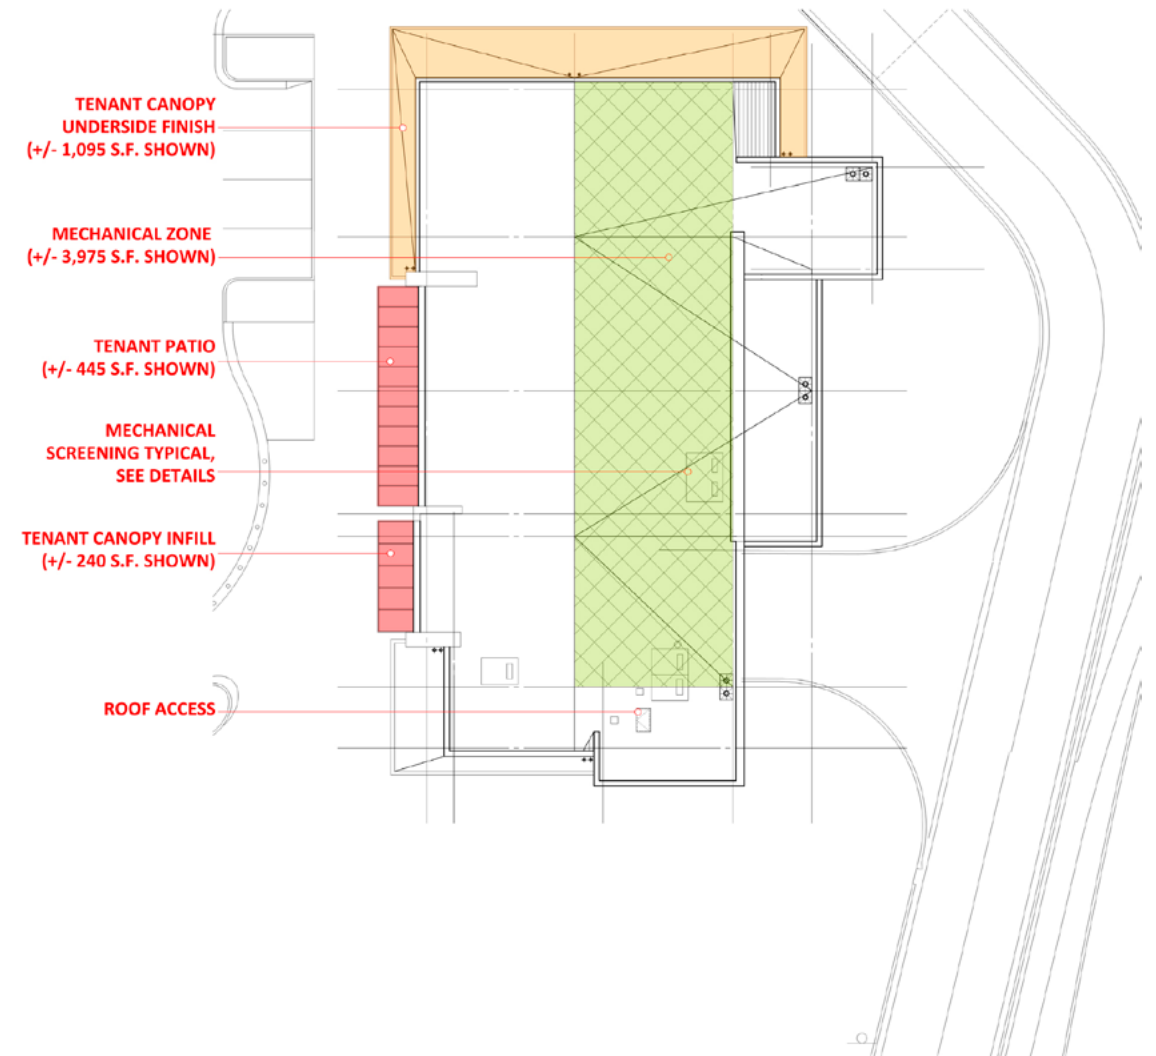 TENANT CANOPY
UNDERSIDE FINISH
(+/- 1,095 S.F. SHOWN)
MECHANICAL ZONE
(+/- 3,975 S.F. SHOWN)
TENANT PATIO
(+/- 445 S.F. SHOWN)
MECHANICAL
SCREENING TYPICAL,
SEE DETAILS
TENANT CANOPY INFILL
(+/- 240 S.F. SHOWN)
ROOF ACCESS